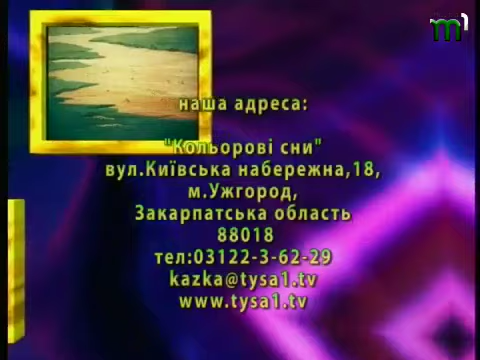 m1
наша адреса:
"Кольорові сни"
вул.Київська набережна,18,
м.Ужгород,
Закарпатська область
88018
тел:03122-3-62-29
kazka@tysa1.tv
www.tysa1.tv